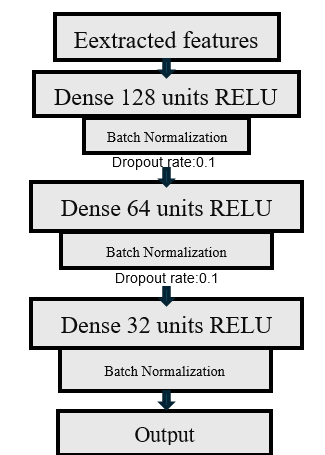 Eextracted features
Dense 128 units RELU
Batch Normalization
Dropout rate:0.1
Dense 64 units RELU
Batch Normalization
Dropout rate:0.1
Dense 32 units RELU
Batch Normalization
Output